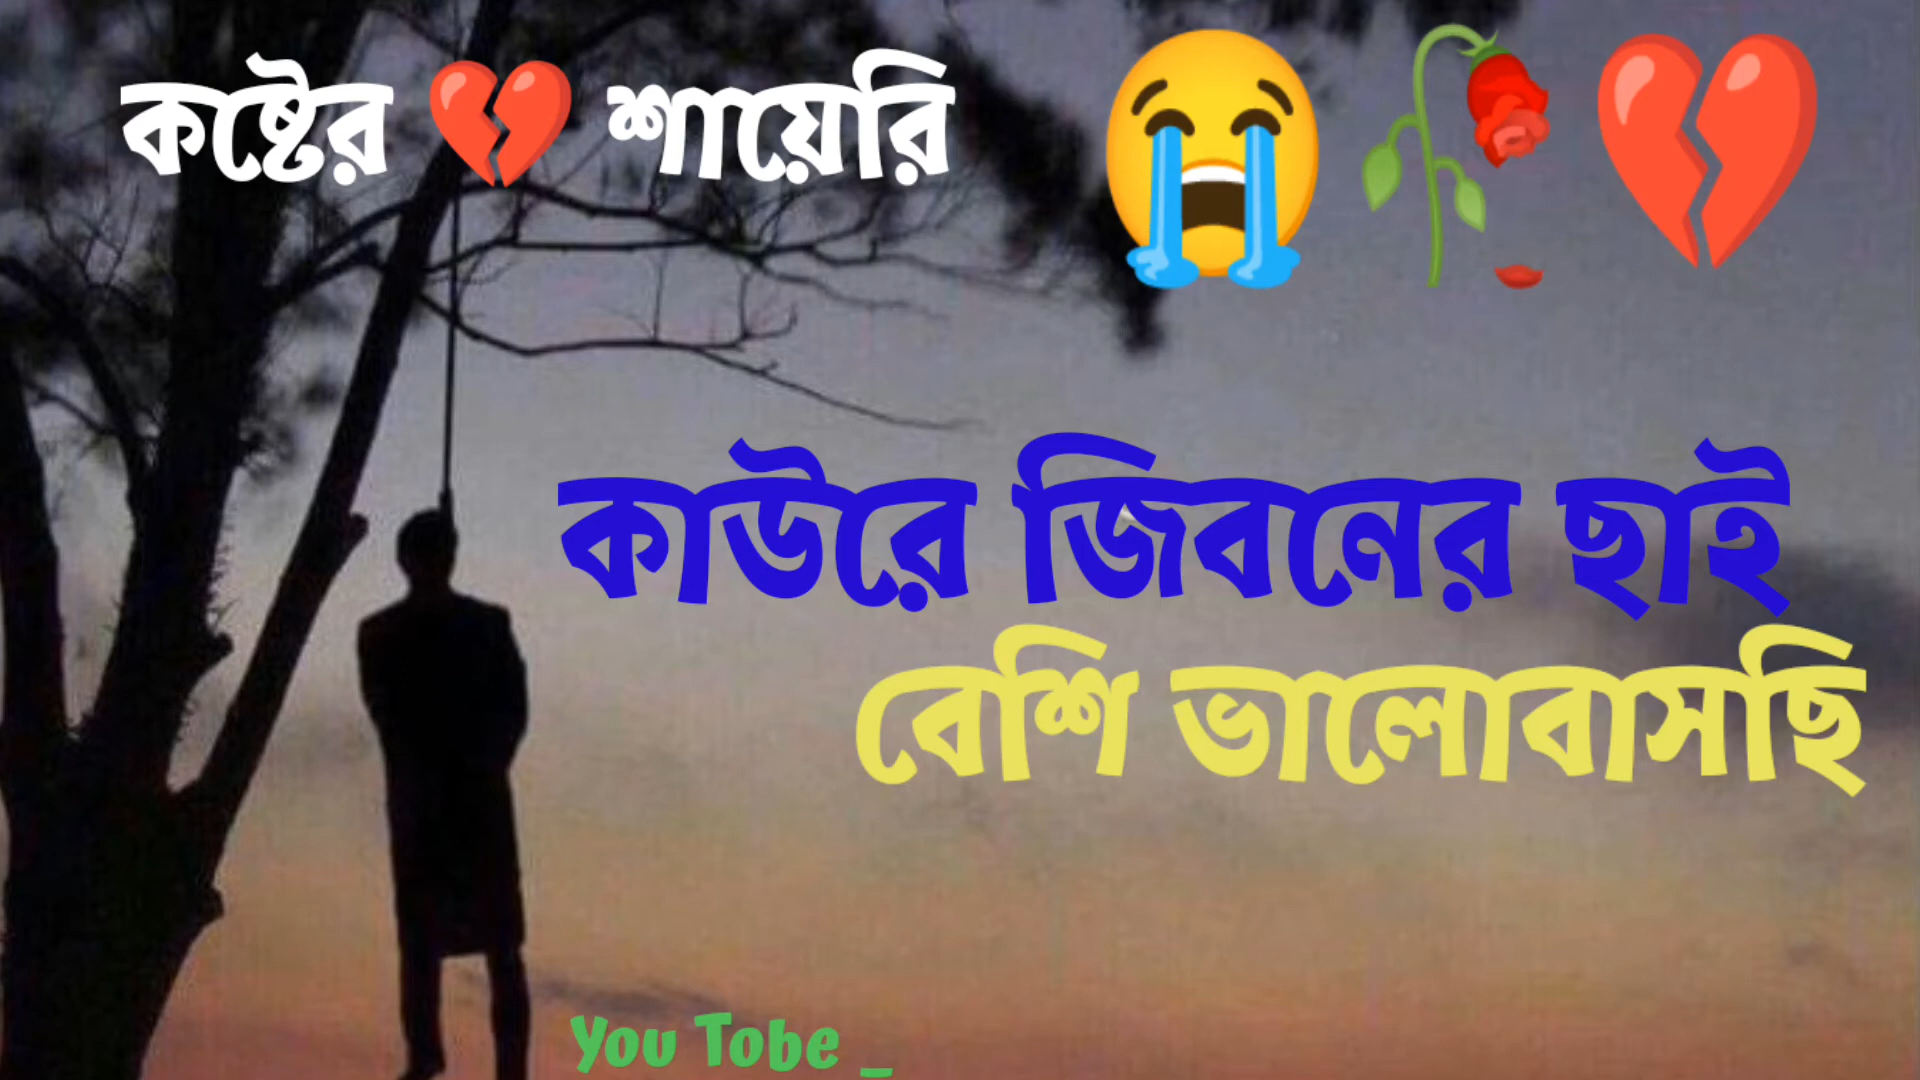 কষ্টের 💔 শায়েরি 😭🥀💔
কাউরে জিবনের ছাই
বেশি ভালোবাসছি
You Tobe _